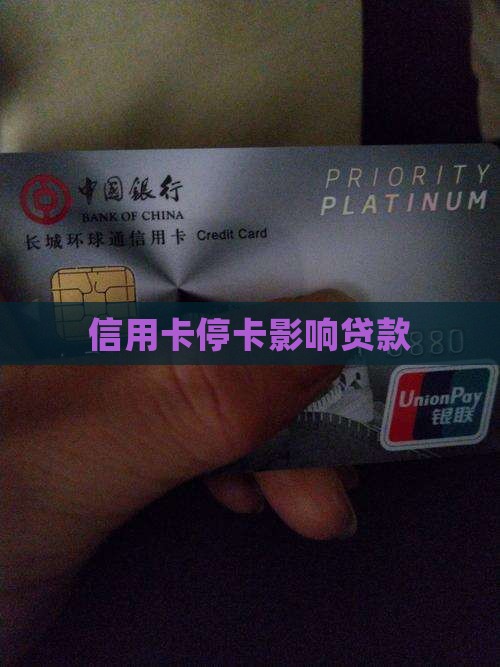 中国银行
BANK OF CHINA
长城环球通信用卡 Credit Card
PRIORITY
PLATINUM
信用卡停卡影响贷款
880
UnionPay
银联